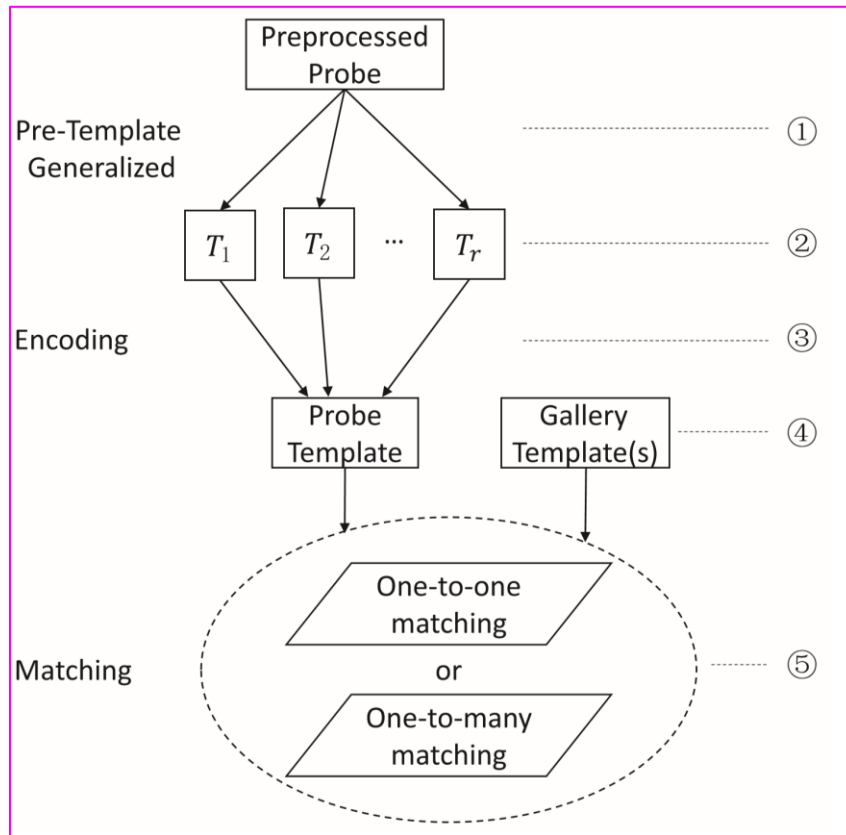 Preprocessed
Probe
Pre-Template
Generalized
①
T₁
T₂
...
Tᵣ
②
Encoding
③
Probe
Template
Gallery
Template(s)
④
One-to-one
matching
Matching
or
⑤
One-to-many
matching